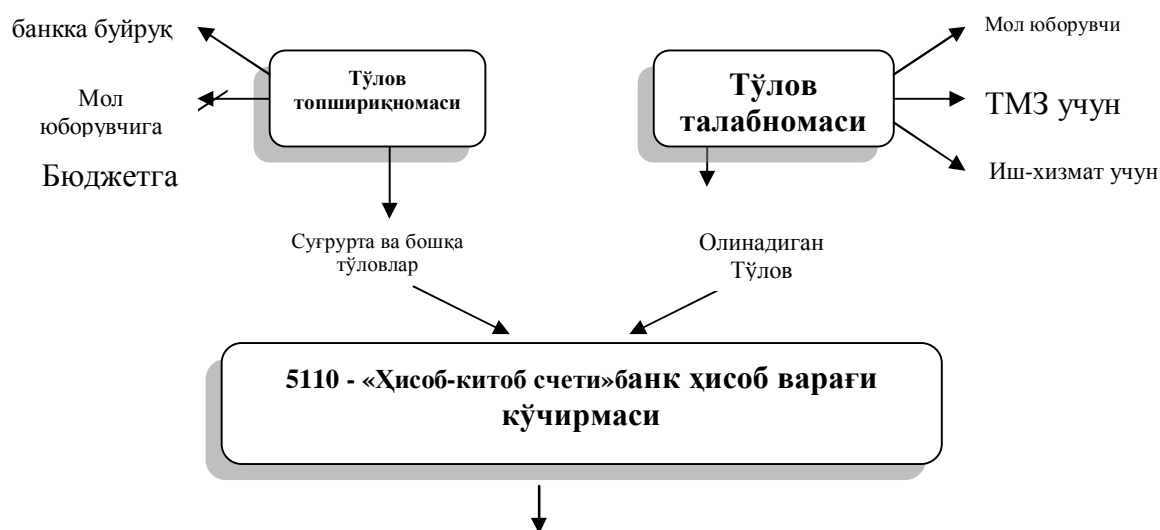 банкка буйруқ
Мол
юборувчига
Бюджетга
Тўлов
топшириқномаси
Суғрурта ва бошқа
тўловлар
Тўлов
талабномаси
Мол юборувчи
ТМЗ учун
Иш-хизмат учун
Олинадиган
Тўлов
5110 - «Ҳисоб-китоб счети»банк ҳисоб варағи
кўчирмаси